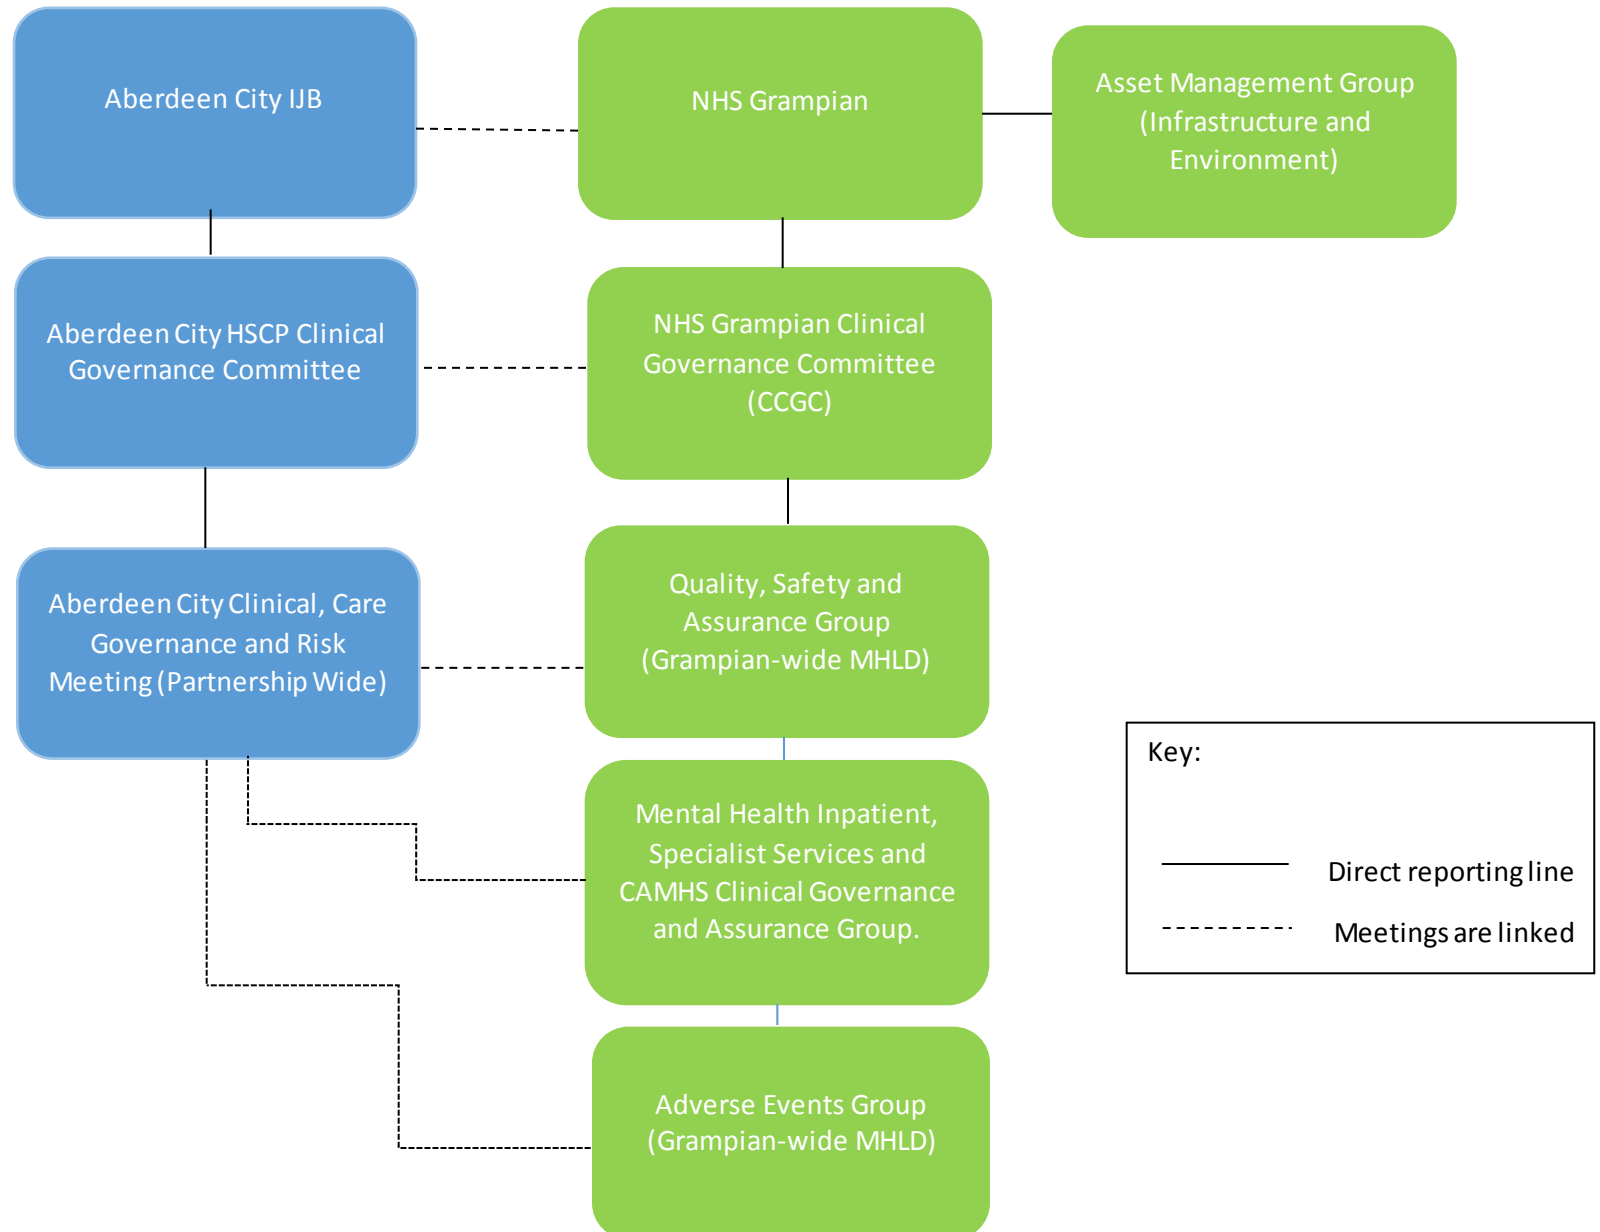 Aberdeen City IJB
NHS Grampian
Asset Management Group
(Infrastructure and
Environment)
Aberdeen City HSCP Clinical
Governance Committee
NHS Grampian Clinical
Governance Committee
(CCGC)
Aberdeen City Clinical, Care
Governance and Risk
Meeting (Partnership Wide)
Quality, Safety and
Assurance Group
(Grampian-wide MHLD)
Mental Health Inpatient,
Specialist Services and
CAMHS Clinical Governance
and Assurance Group.
Adverse Events Group
(Grampian-wide MHLD)
Key:
Direct reporting line
Meetings are linked